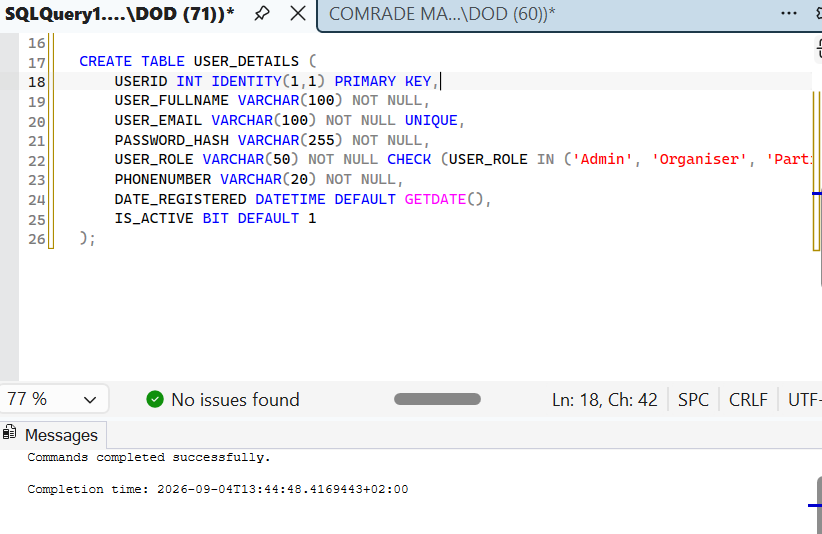 SQLQuery1....\DOD (71))* COMRADE MA...\DOD (60))*
16
17 CREATE TABLE USER_DETAILS (
18 USERID INT IDENTITY(1,1) PRIMARY KEY,
19 USER_FULLNAME VARCHAR(100) NOT NULL,
20 USER_EMAIL VARCHAR(100) NOT NULL UNIQUE,
21 PASSWORD_HASH VARCHAR(255) NOT NULL,
22 USER_ROLE VARCHAR(50) NOT NULL CHECK (USER_ROLE IN ('Admin', 'Organiser', 'Parti
23 PHONENUMBER VARCHAR(20) NOT NULL,
24 DATE_REGISTERED DATETIME DEFAULT GETDATE(),
25 IS_ACTIVE BIT DEFAULT 1
26 );
77 % No issues found Ln: 18, Ch: 42 SPC CRLF UTF-
Messages
Commands completed successfully.
Completion time: 2026-09-04T13:44:48.4169443+02:00